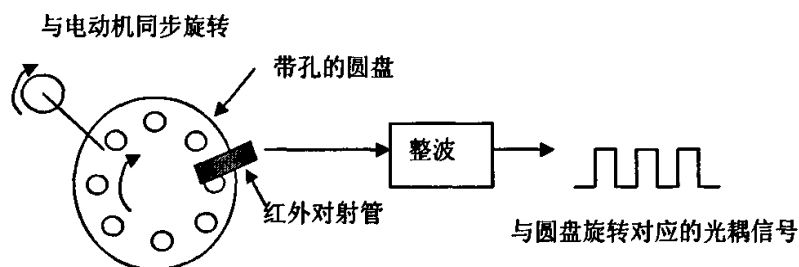 与电动机同步旋转
带孔的圆盘
整波
红外对射管
与圆盘旋转对应的光耦信号